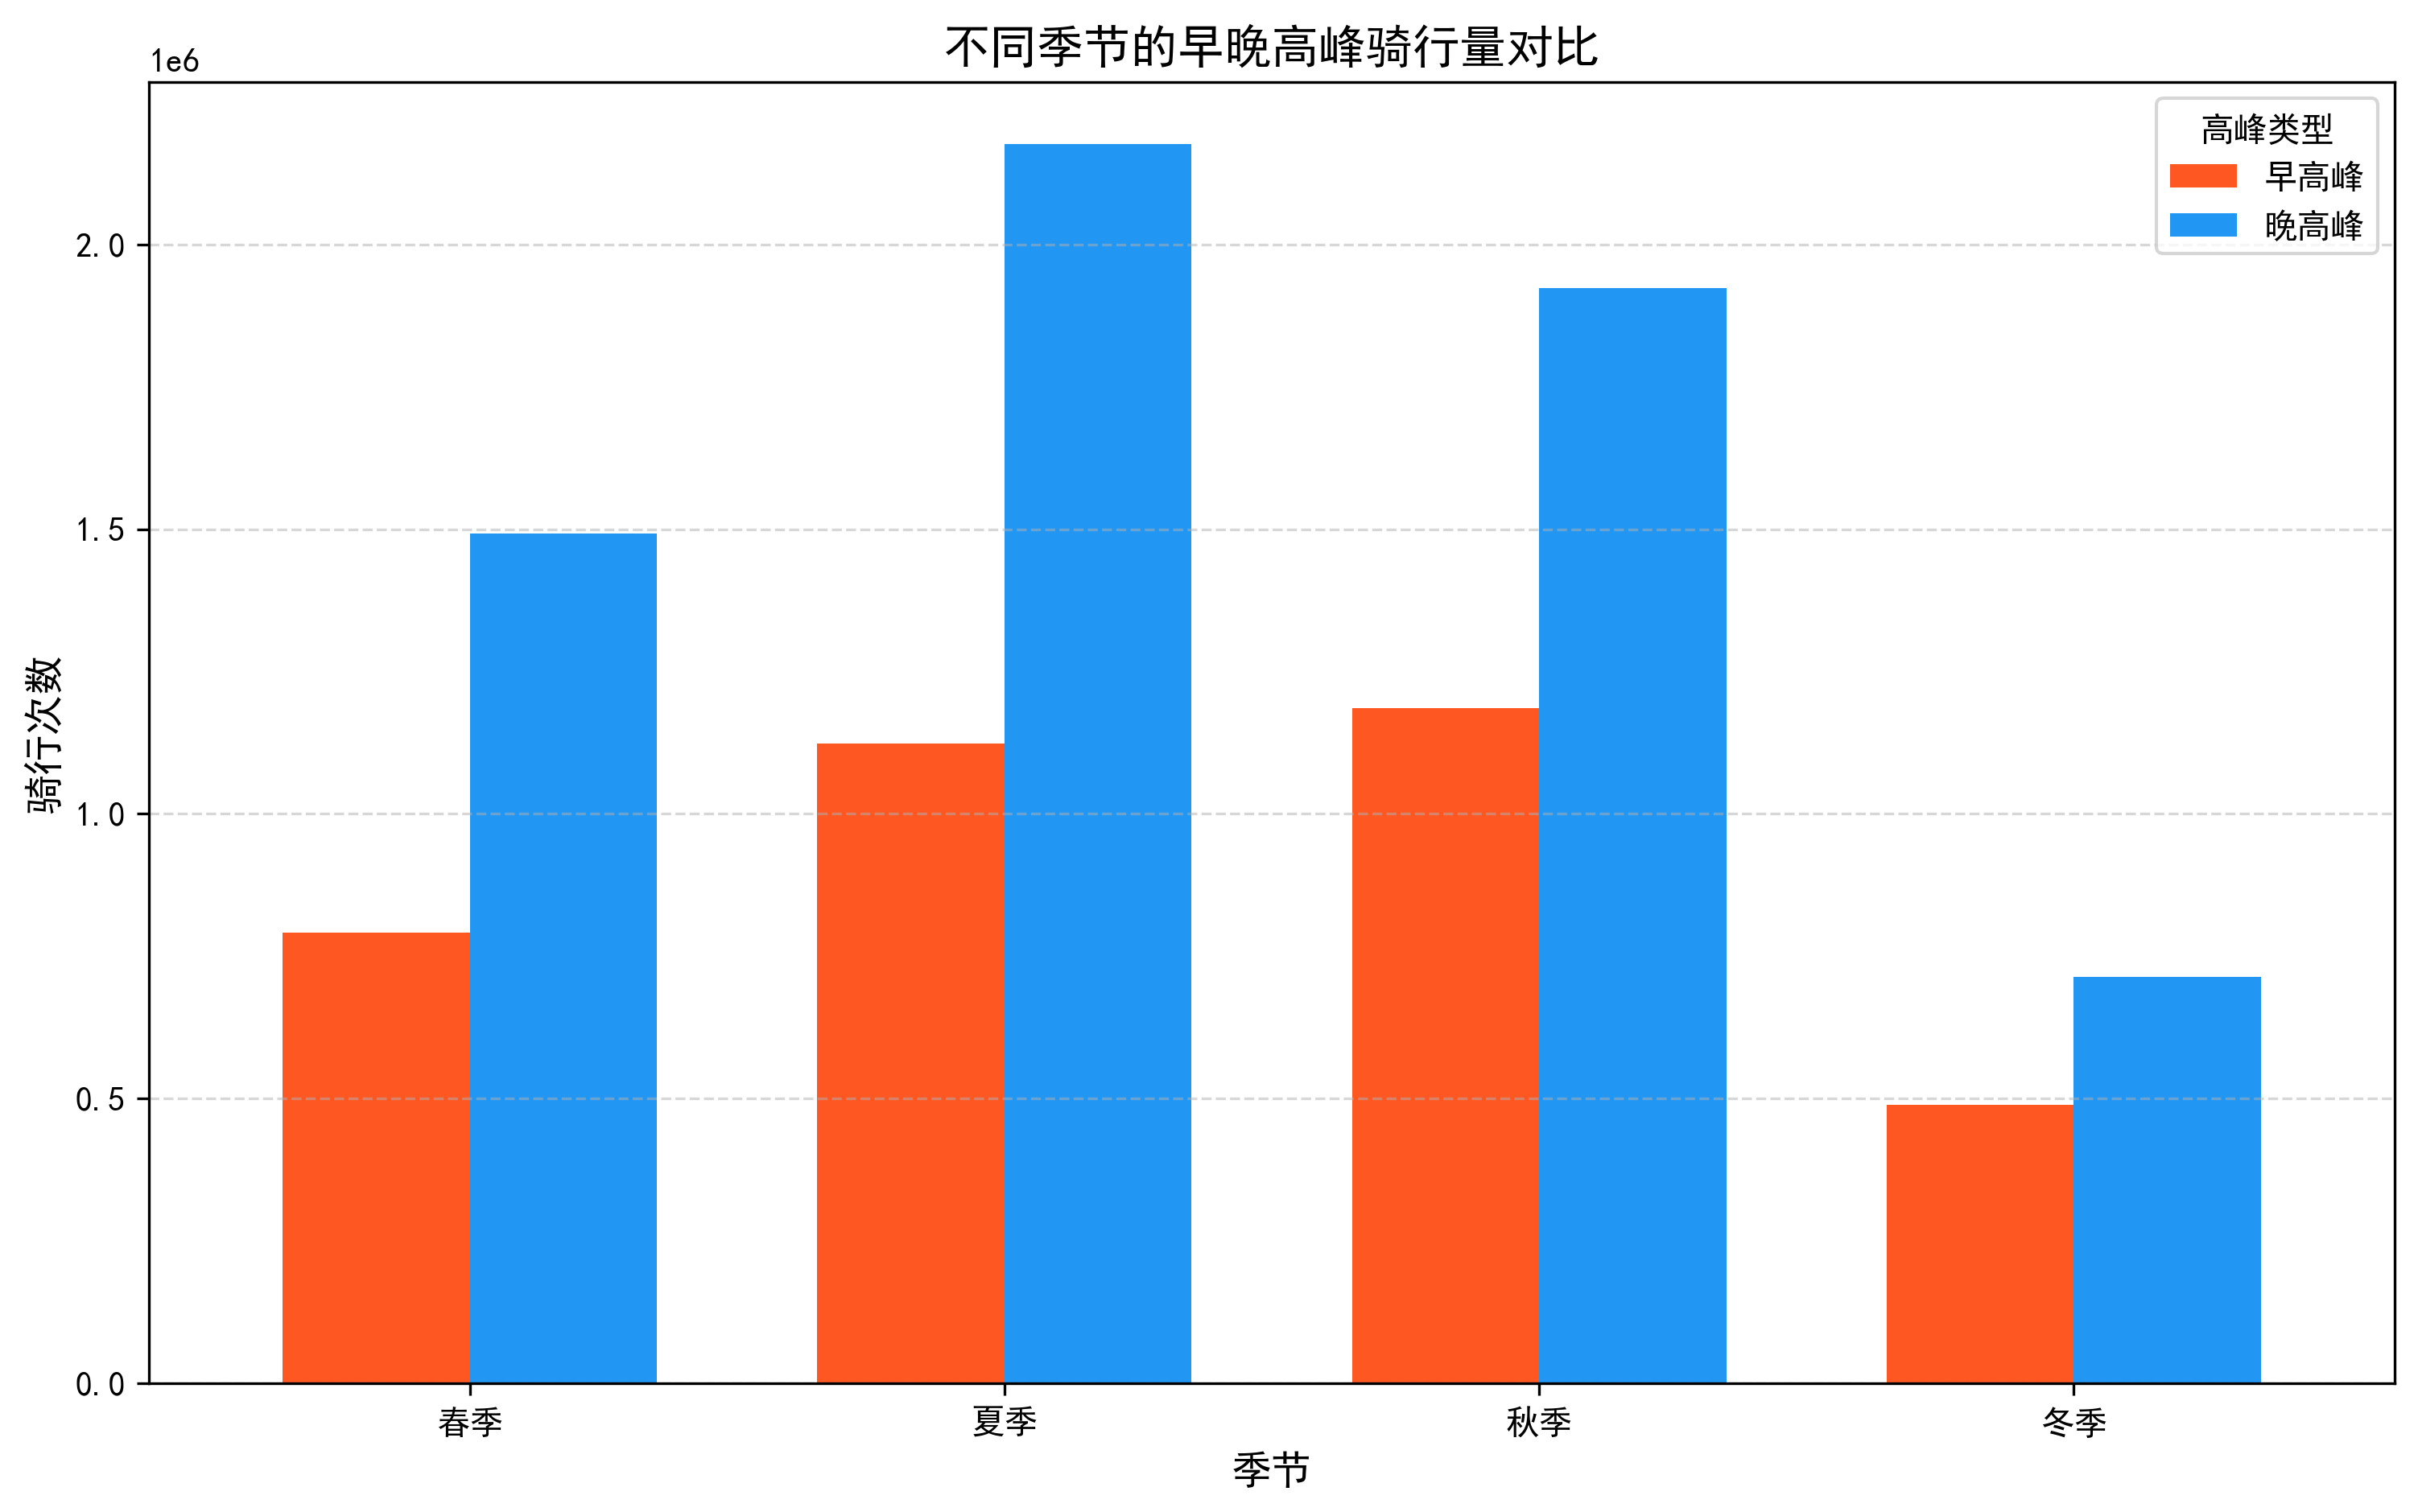 不同季节的早晚高峰骑行量对比
1e6
高峰类型
早高峰
晚高峰
2.0
1.5
1.0
0.5
0.0
骑行次数
春季
夏季
秋季
冬季
季节